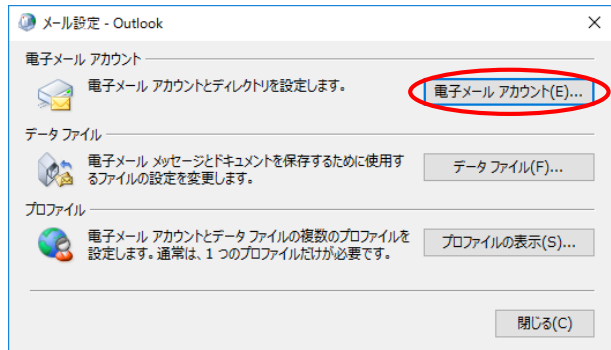 メール設定 - Outlook
電子メール アカウント
電子メール アカウントとディレクトリを設定します。
電子メール アカウント(E)...
データ ファイル
電子メール メッセージとドキュメントを保存するために使用す
るファイルの設定を変更します。
データ ファイル(F)...
プロファイル
電子メール アカウントとデータ ファイルの複数のプロファイルを
設定します。通常は、1 つのプロファイルだけが必要です。
プロファイルの表示(S)...
閉じる(C)